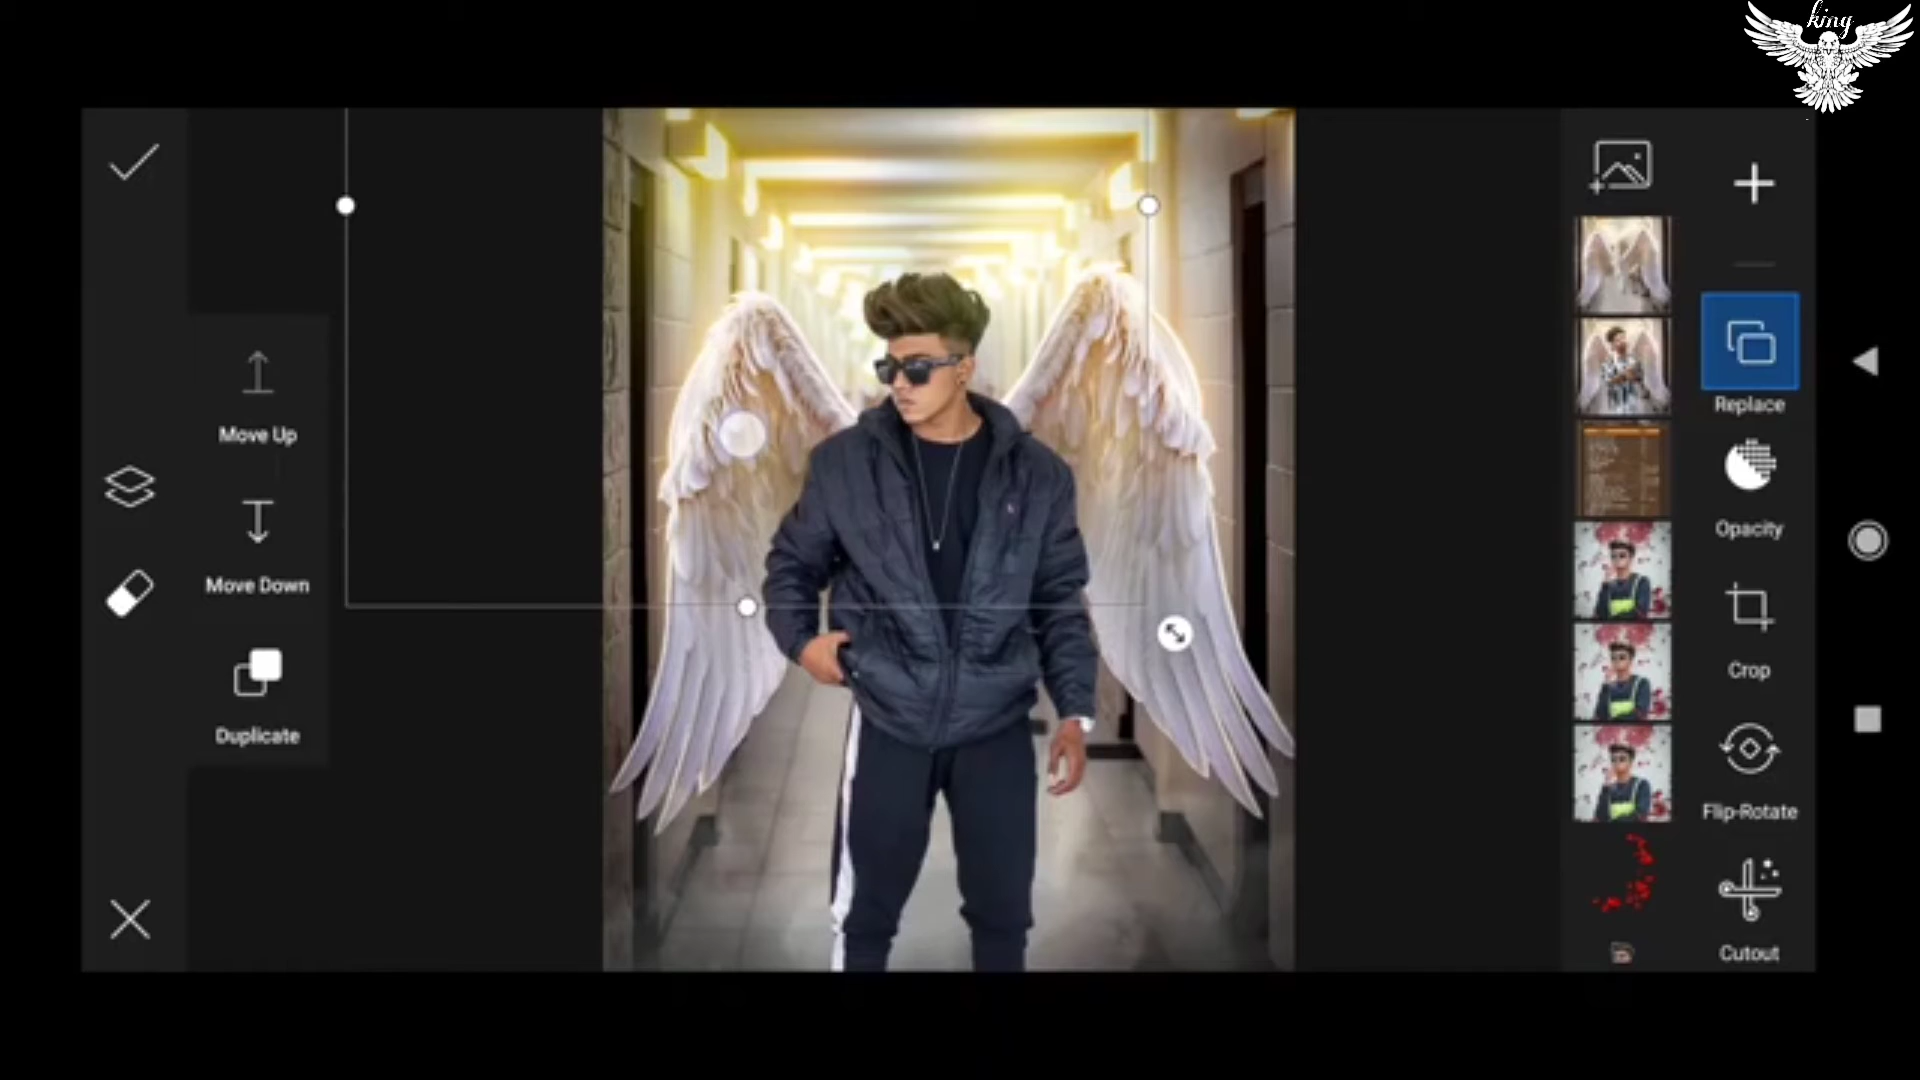 king
Move Up
Move Down
Duplicate
Replace
Opacity
Crop
Flip-Rotate
Cutout